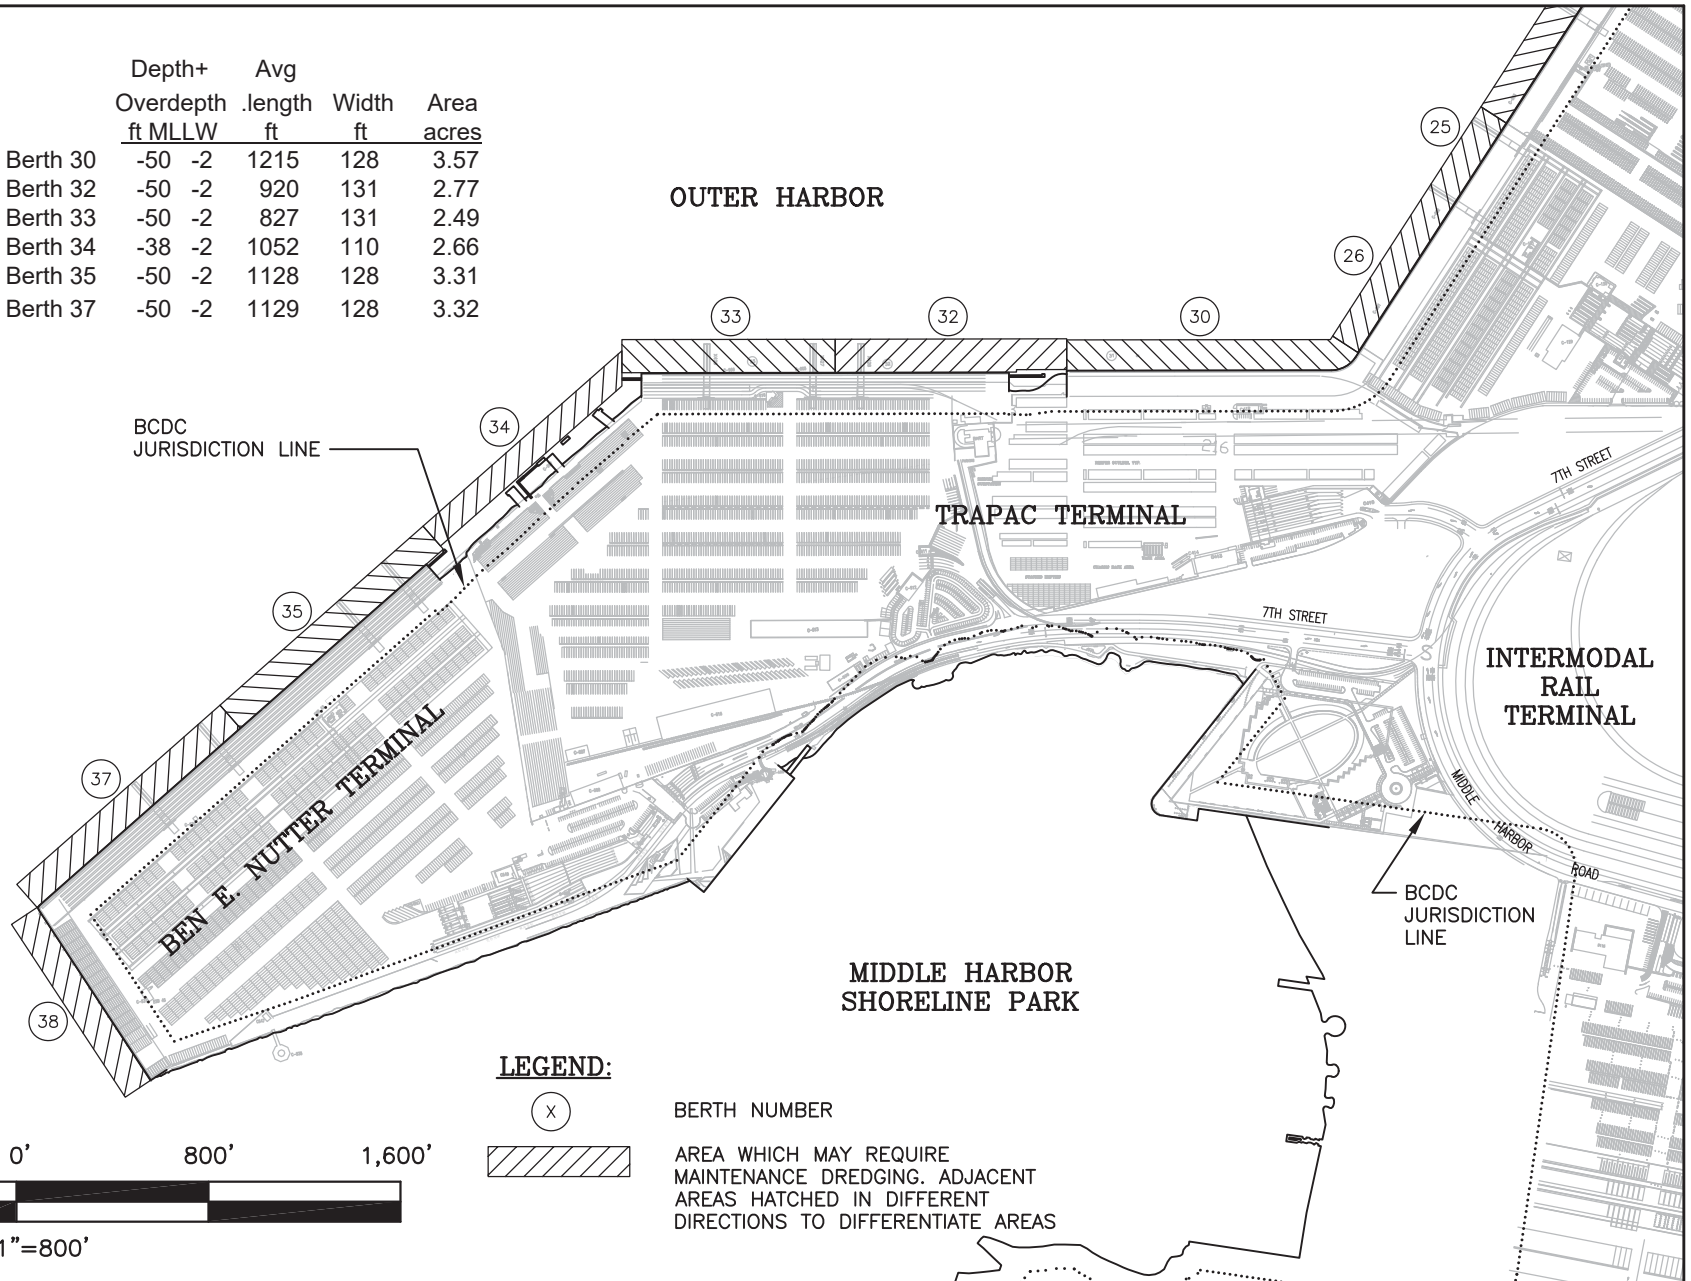 Depth+ Avg
Overdepth .length Width Area
ft MLLW ft ft acres
Berth 30 -50 -2 1215 128 3.57
Berth 32 -50 -2 920 131 2.77
Berth 33 -50 -2 827 131 2.49
Berth 34 -38 -2 1052 110 2.66
Berth 35 -50 -2 1128 128 3.31
Berth 37 -50 -2 1129 128 3.32
OUTER HARBOR
25
26
33
32
30
34
BCDC
JURISDICTION LINE
7TH STREET
TRAPAC TERMINAL
35
7TH STREET
INTERMODAL
RAIL
TERMINAL
37
BEN E. NUTTER TERMINAL
MIDDLE HARBOR ROAD
BCDC
JURISDICTION
LINE
MIDDLE HARBOR
SHORELINE PARK
38
LEGEND:
X
BERTH NUMBER
AREA WHICH MAY REQUIRE
MAINTENANCE DREDGING. ADJACENT
AREAS HATCHED IN DIFFERENT
DIRECTIONS TO DIFFERENTIATE AREAS
0' 800' 1,600'
1"=800'